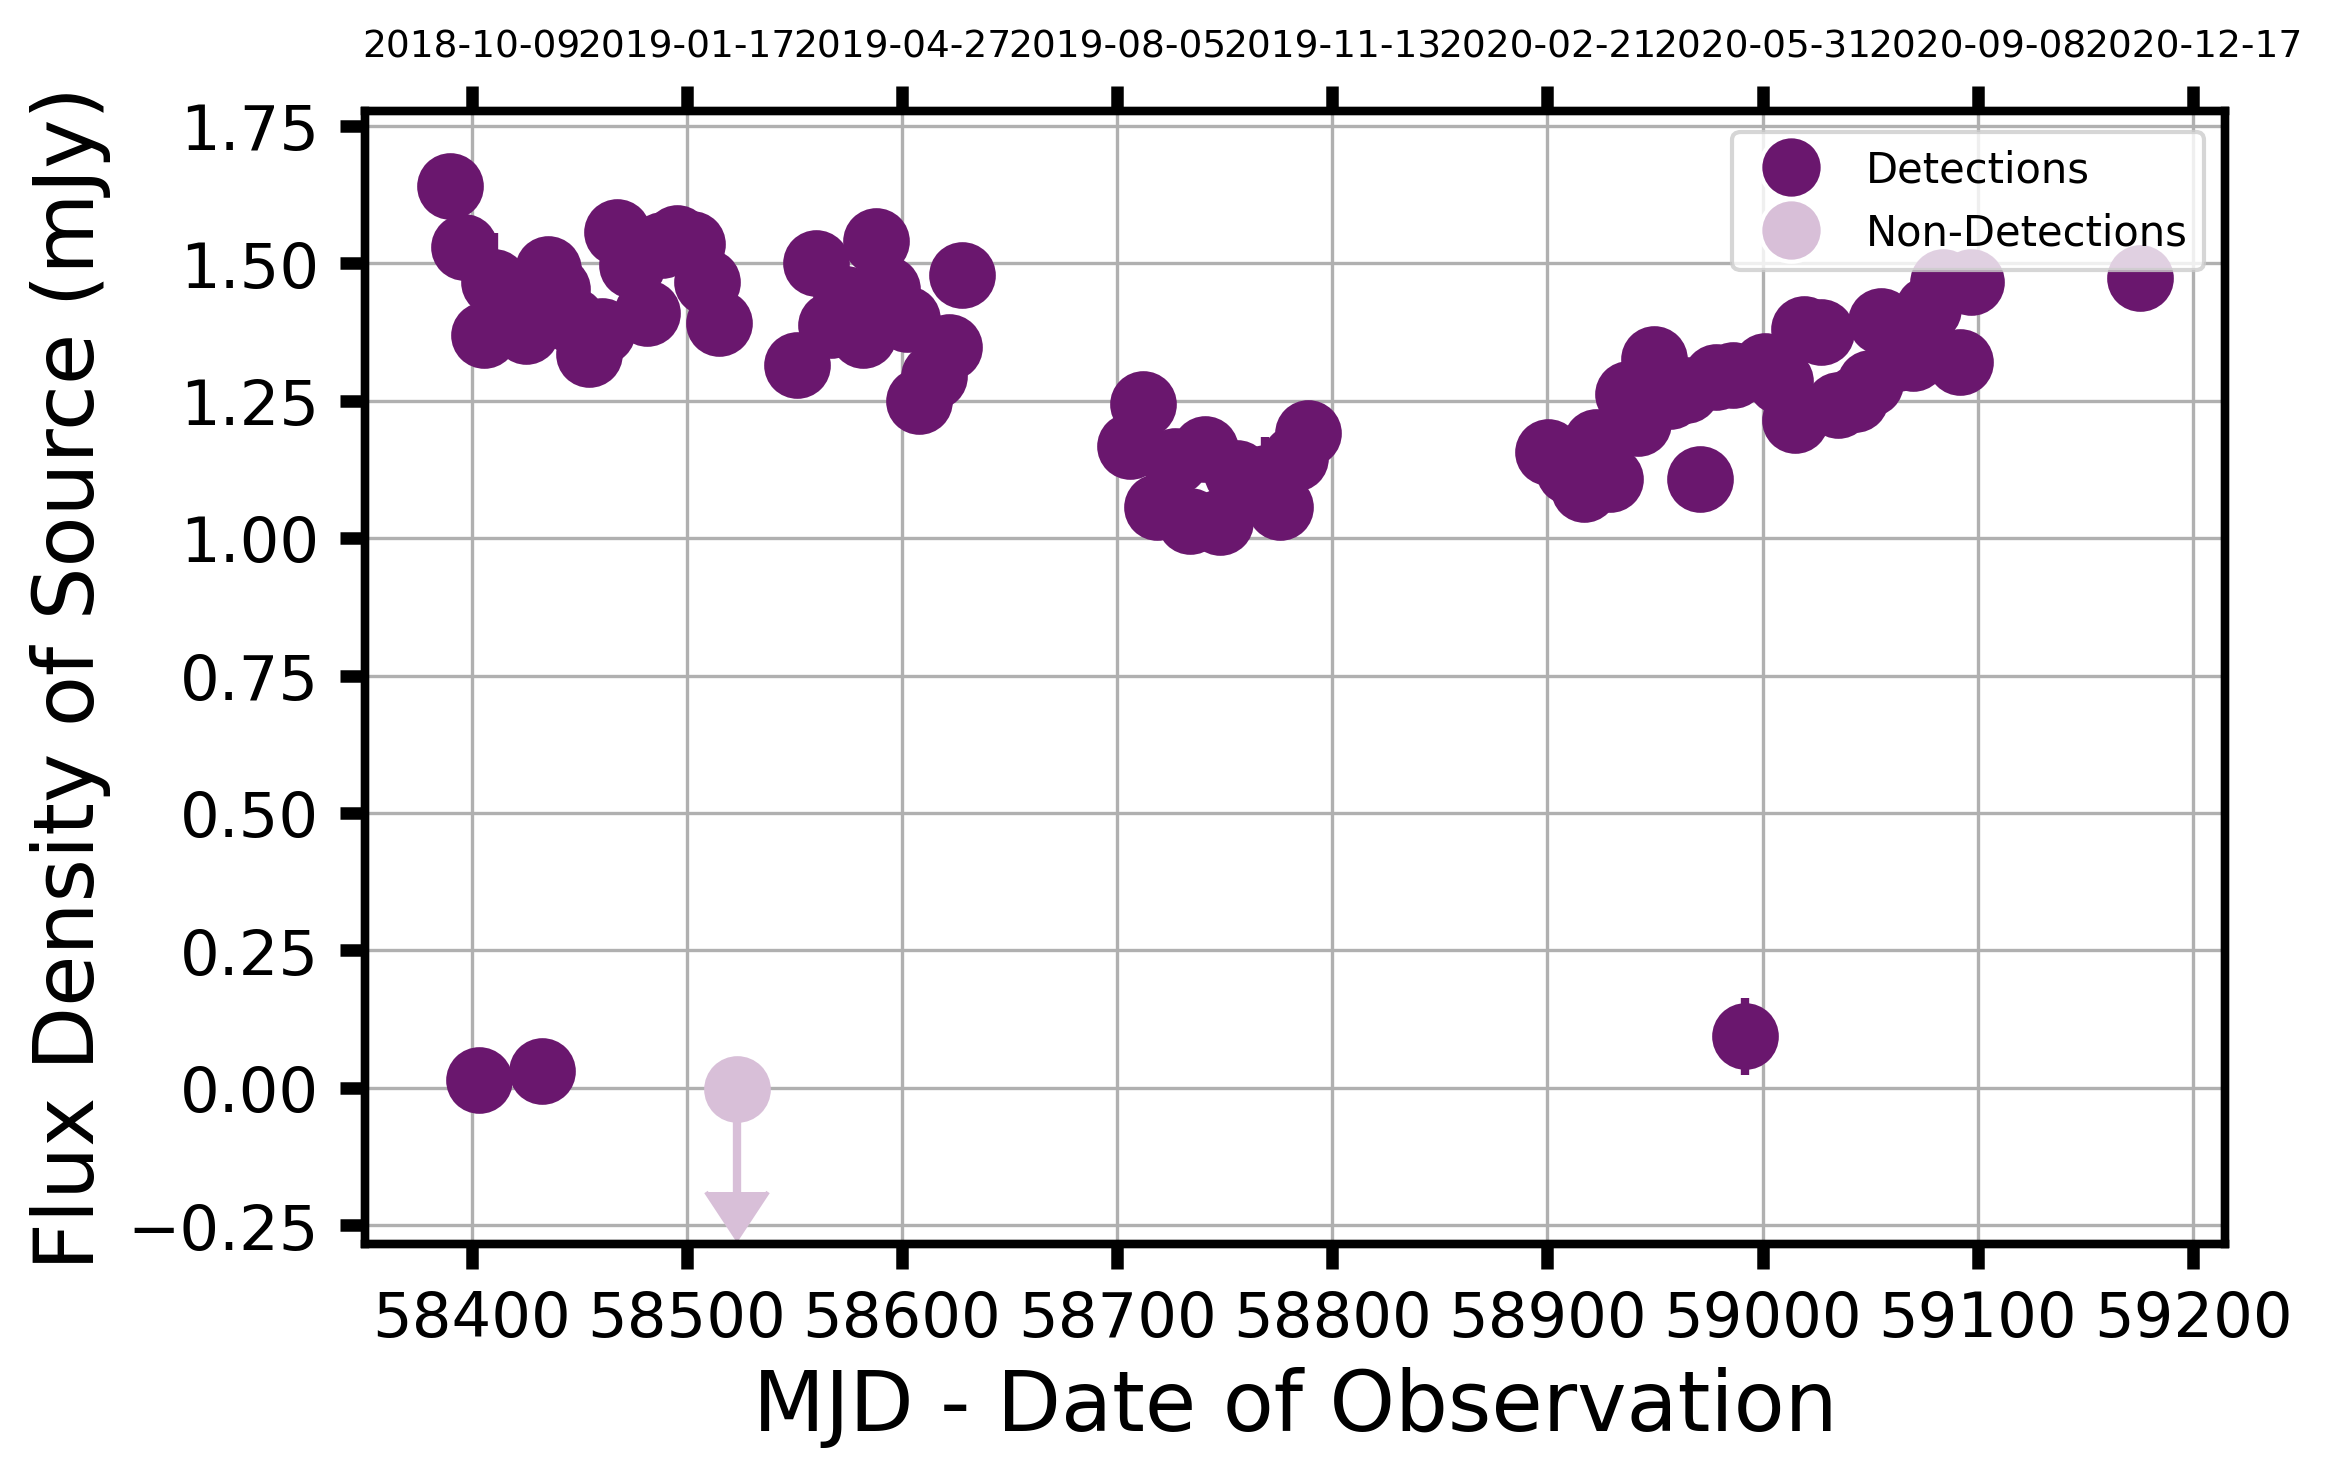 2018-10-09 2019-01-17 2019-04-27 2019-08-05 2019-11-13 2020-02-21 2020-05-31 2020-09-08 2020-12-17
Flux Density of Source (mJy)
1.75
1.50
1.25
1.00
0.75
0.50
0.25
0.00
−0.25
Detections
Non-Detections
58400 58500 58600 58700 58800 58900 59000 59100 59200
MJD - Date of Observation